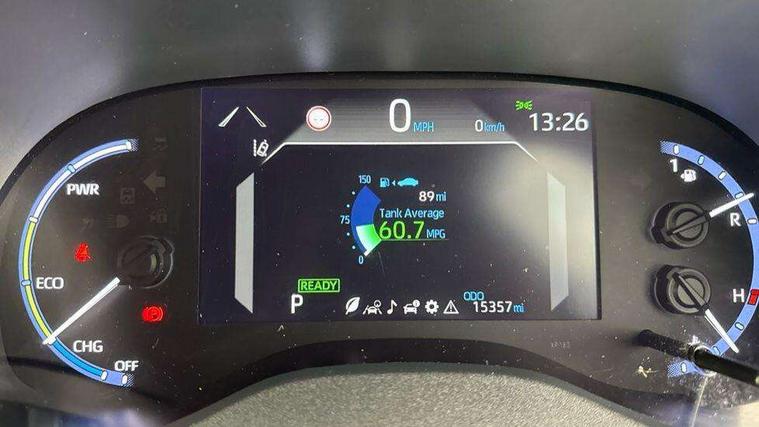 0 MPH
0 km/h
13:26
PWR
ECO
CHG
OFF
150
89 mi
75
Tank Average
60.7 MPG
0
READY
P
ODO
15357 mi
1
R
H